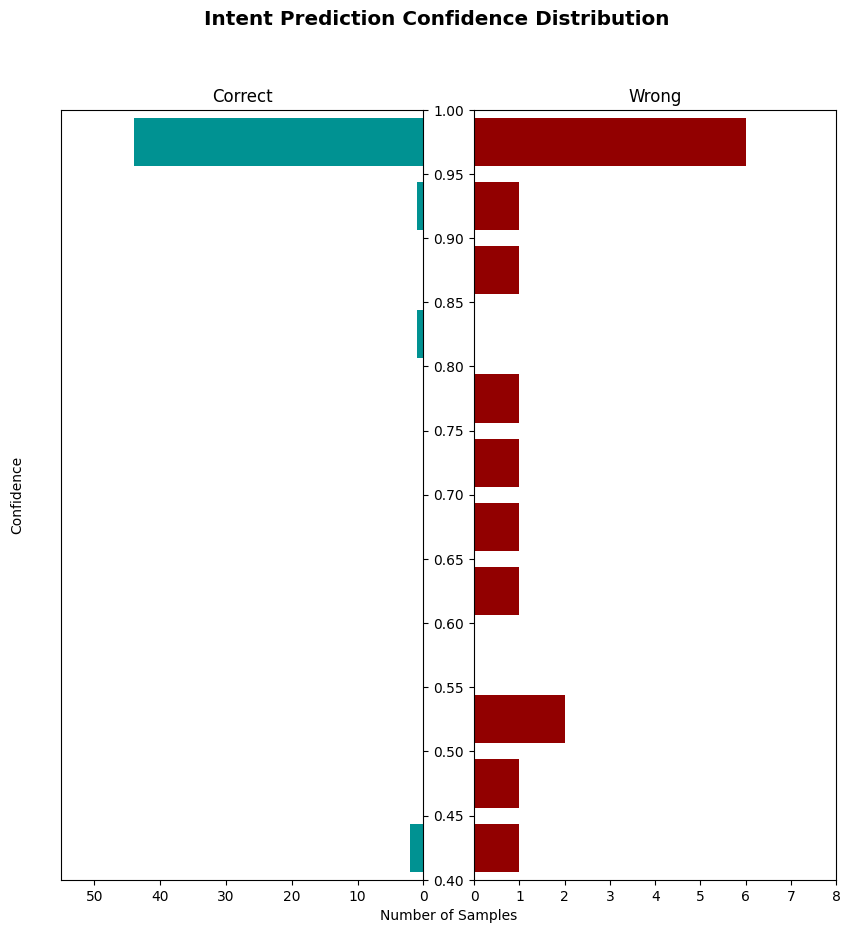 Intent Prediction Confidence Distribution
Correct
Wrong
1.00
0.95
0.90
0.85
0.80
0.75
0.70
0.65
0.60
0.55
0.50
0.45
0.40
Confidence
50 40 30 20 10 0
0 1 2 3 4 5 6 7 8
Number of Samples